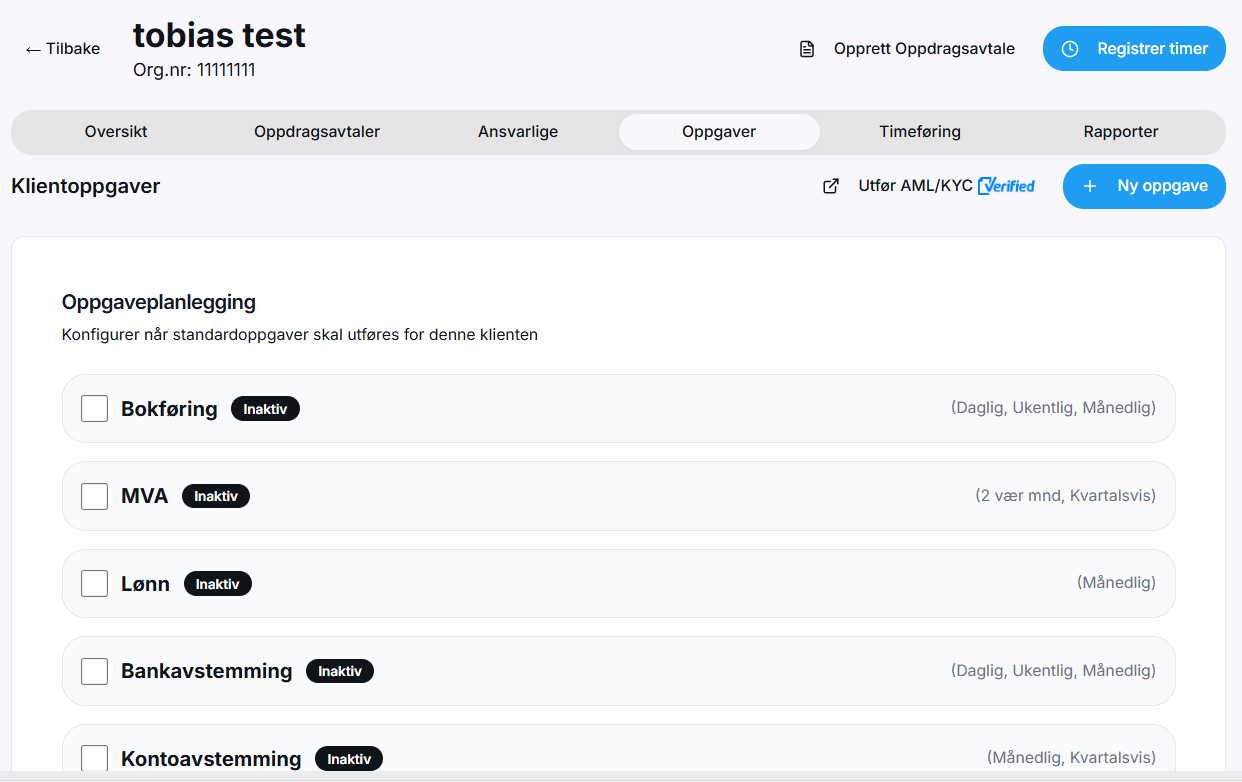 ← Tilbake
tobias test
Org.nr: 11111111
Opprett Oppdragsavtale
Registrer timer
Oversikt
Oppdragsavtaler
Ansvarlige
Oppgaver
Timeføring
Rapporter
Klientoppgaver
Utfør AML/KYC Verified
+ Ny oppgave
Oppgaveplanlegging
Konfigurer når standardoppgaver skal utføres for denne klienten
Bokføring Inaktiv (Daglig, Ukentlig, Månedlig)
MVA Inaktiv (2 vær mnd, Kvartalsvis)
Lønn Inaktiv (Månedlig)
Bankavstemming Inaktiv (Daglig, Ukentlig, Månedlig)
Kontoavstemming Inaktiv (Månedlig, Kvartalsvis)